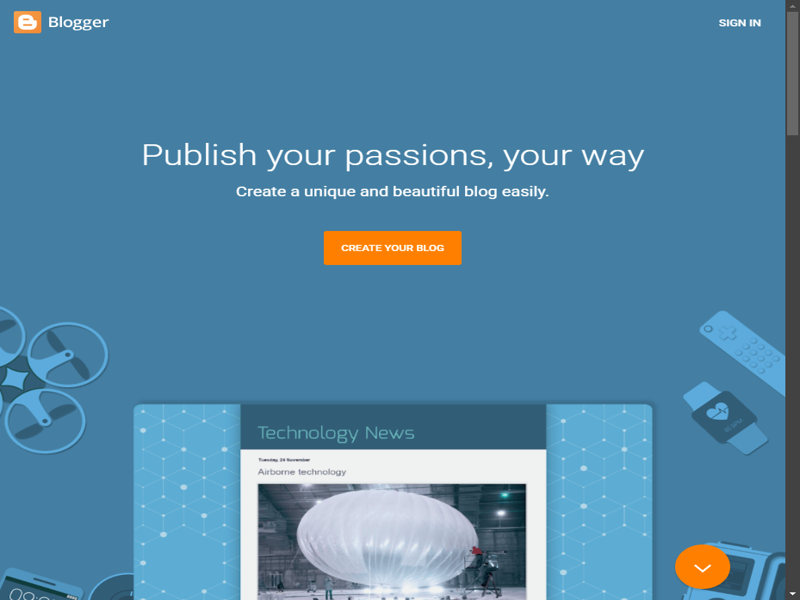 Blogger
SIGN IN
Publish your passions, your way
Create a unique and beautiful blog easily.
CREATE YOUR BLOG
Technology News
Tuesday, 24 November
Airborne technology